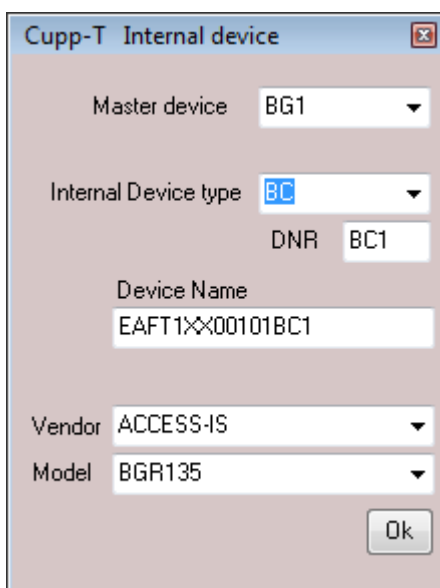 Cupp-T Internal device
Master device BG1
Internal Device type BC
DNR BC1
Device Name
EAFT1XX00101BC1
Vendor ACCESS-IS
Model BGR135
Ok